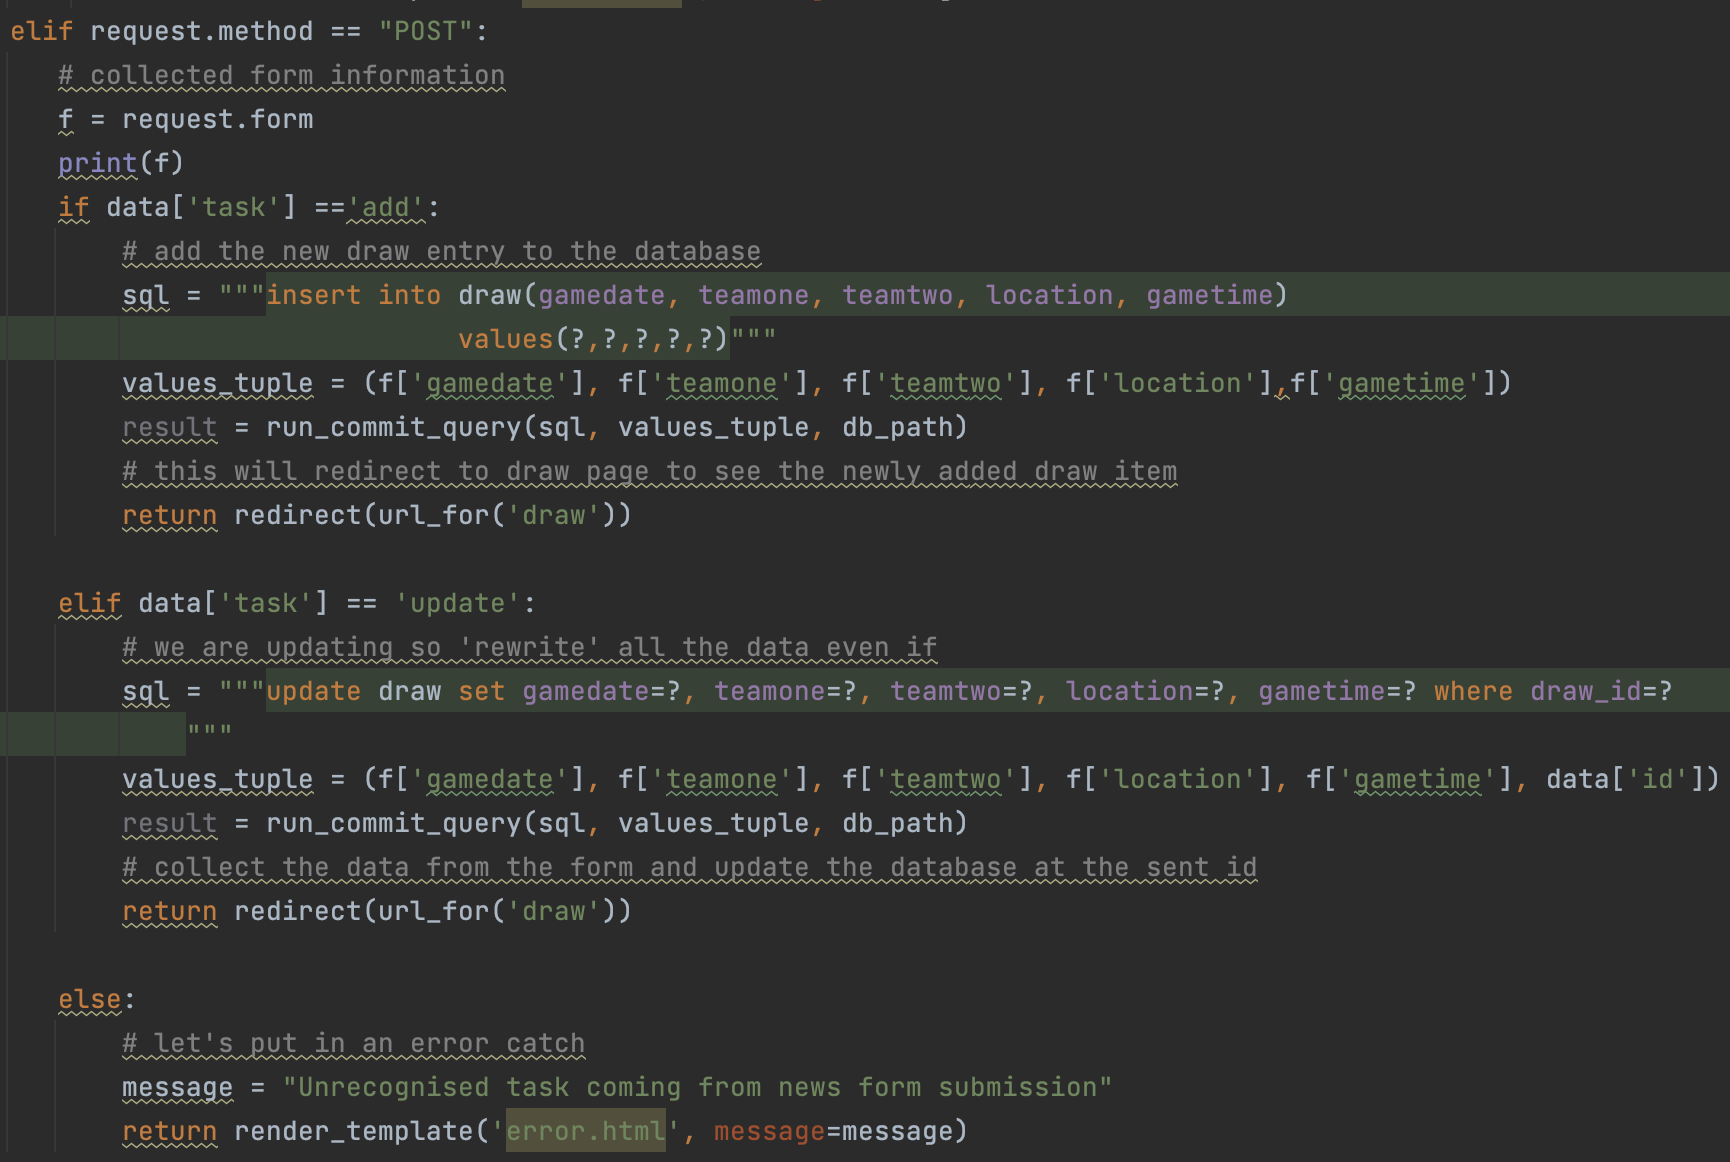 elif request.method == "POST":
    # collected form information
    f = request.form
    print(f)
    if data['task'] =='add':
        # add the new draw entry to the database
        sql = """insert into draw(gamedate, teamone, teamtwo, location, gametime)
                             values(?,?,?,?,?)"""
        values_tuple = (f['gamedate'], f['teamone'], f['teamtwo'], f['location'],f['gametime'])
        result = run_commit_query(sql, values_tuple, db_path)
        # this will redirect to draw page to see the newly added draw item
        return redirect(url_for('draw'))

    elif data['task'] == 'update':
        # we are updating so 'rewrite' all the data even if
        sql = """update draw set gamedate=?, teamone=?, teamtwo=?, location=?, gametime=? where draw_id=?
            """
        values_tuple = (f['gamedate'], f['teamone'], f['teamtwo'], f['location'], f['gametime'], data['id'])
        result = run_commit_query(sql, values_tuple, db_path)
        # collect the data from the form and update the database at the sent id
        return redirect(url_for('draw'))

    else:
        # let's put in an error catch
        message = "Unrecognised task coming from news form submission"
        return render_template('error.html', message=message)